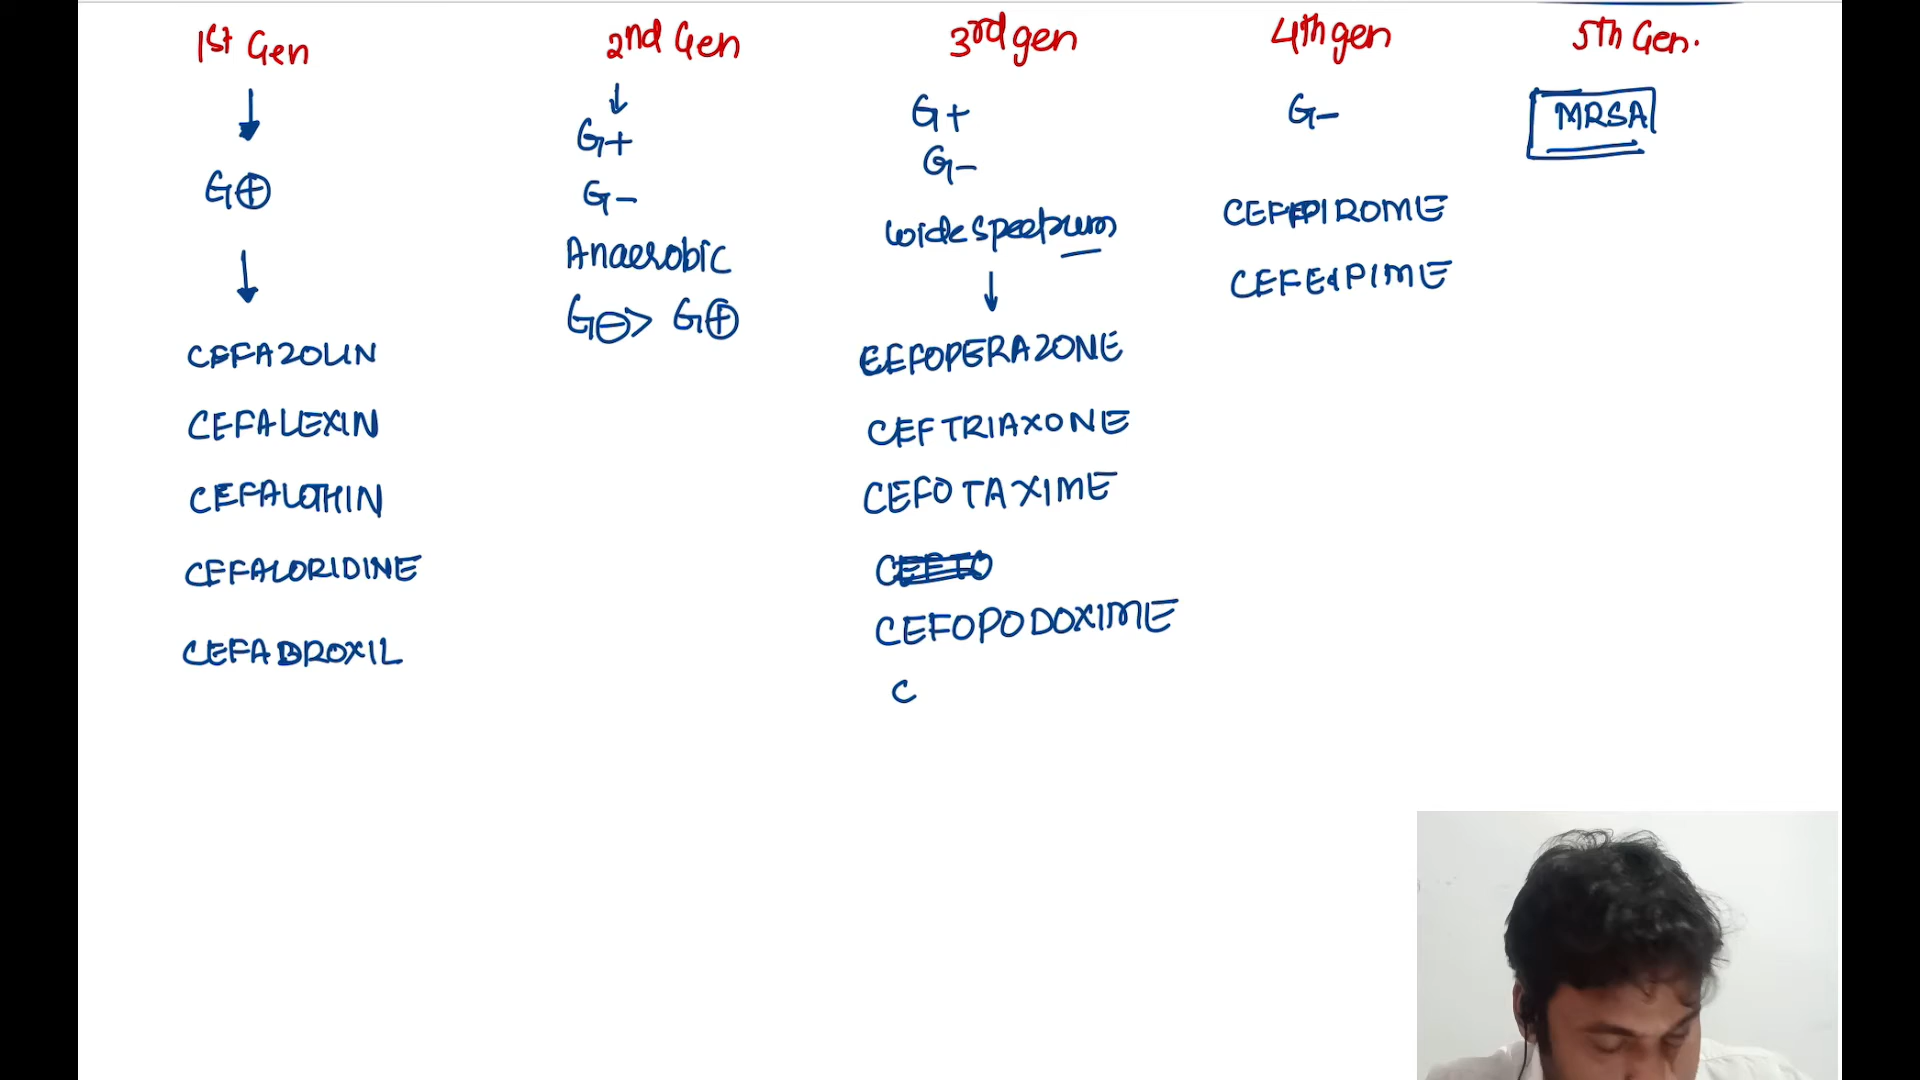 1st Gen
G⊕
CEFAZOLIN
CEFALEXIN
CEFALOTHIN
CEFALORIDINE
CEFADROXIL
2nd Gen
G+
G-
Anaerobic
G⊖> G⊕
3rd gen
G+
G-
wide spectrum
CEFOPERAZONE
CEFTRIAXONE
CEFOTAXIME
CEFOPODOXIME
C
4th gen
G-
CEFPIROME
CEFEPIME
5th Gen.
MRSA